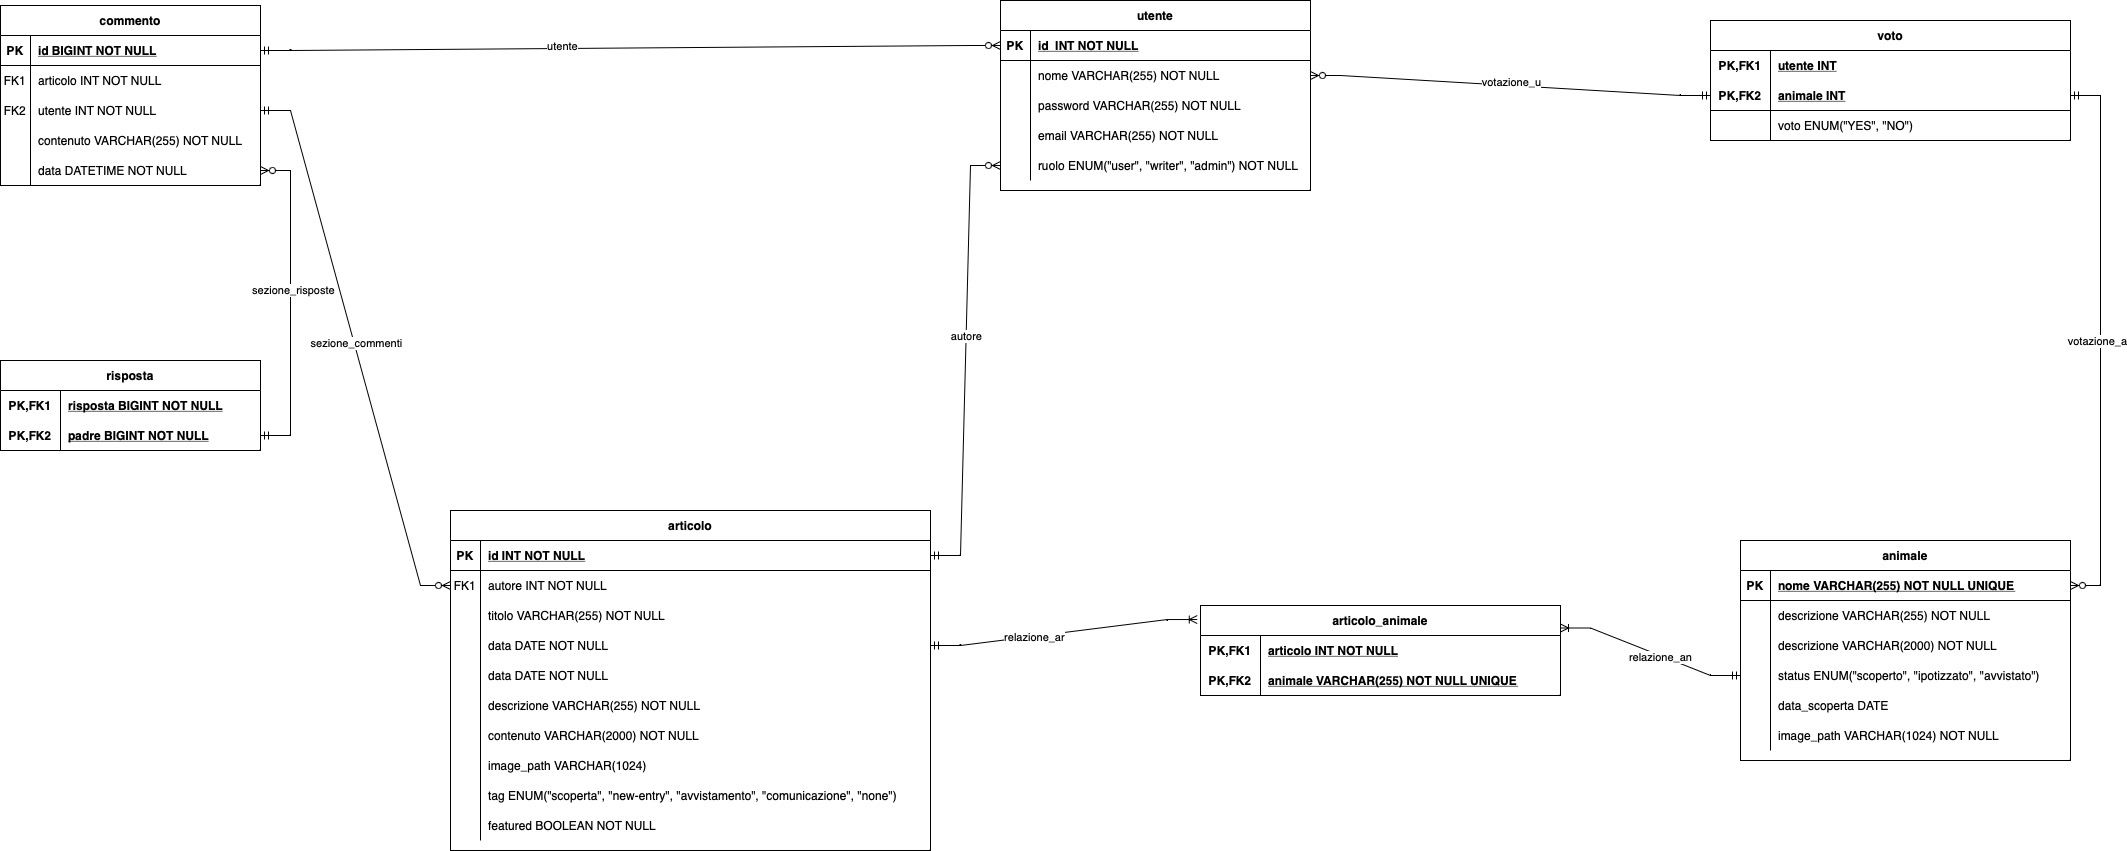 commento
PK id BIGINT NOT NULL
FK1 articolo INT NOT NULL
FK2 utente INT NOT NULL
contenuto VARCHAR(255) NOT NULL
data DATETIME NOT NULL
utente
utente
PK id INT NOT NULL
nome VARCHAR(255) NOT NULL
password VARCHAR(255) NOT NULL
email VARCHAR(255) NOT NULL
ruolo ENUM("user", "writer", "admin") NOT NULL
votazione_u
voto
PK,FK1 utente INT
PK,FK2 animale INT
voto ENUM("YES", "NO")
sezione_risposte
sezione_commenti
autore
votazione_a
risposta
PK,FK1 risposta BIGINT NOT NULL
PK,FK2 padre BIGINT NOT NULL
articolo
PK id INT NOT NULL
FK1 autore INT NOT NULL
titolo VARCHAR(255) NOT NULL
data DATE NOT NULL
data DATE NOT NULL
descrizione VARCHAR(255) NOT NULL
contenuto VARCHAR(2000) NOT NULL
image_path VARCHAR(1024)
tag ENUM("scoperta", "new-entry", "avvistamento", "comunicazione", "none")
featured BOOLEAN NOT NULL
relazione_ar
articolo_animale
PK,FK1 articolo INT NOT NULL
PK,FK2 animale VARCHAR(255) NOT NULL UNIQUE
relazione_an
animale
PK nome VARCHAR(255) NOT NULL UNIQUE
descrizione VARCHAR(255) NOT NULL
descrizione VARCHAR(2000) NOT NULL
status ENUM("scoperto", "ipotizzato", "avvistato")
data_scoperta DATE
image_path VARCHAR(1024) NOT NULL